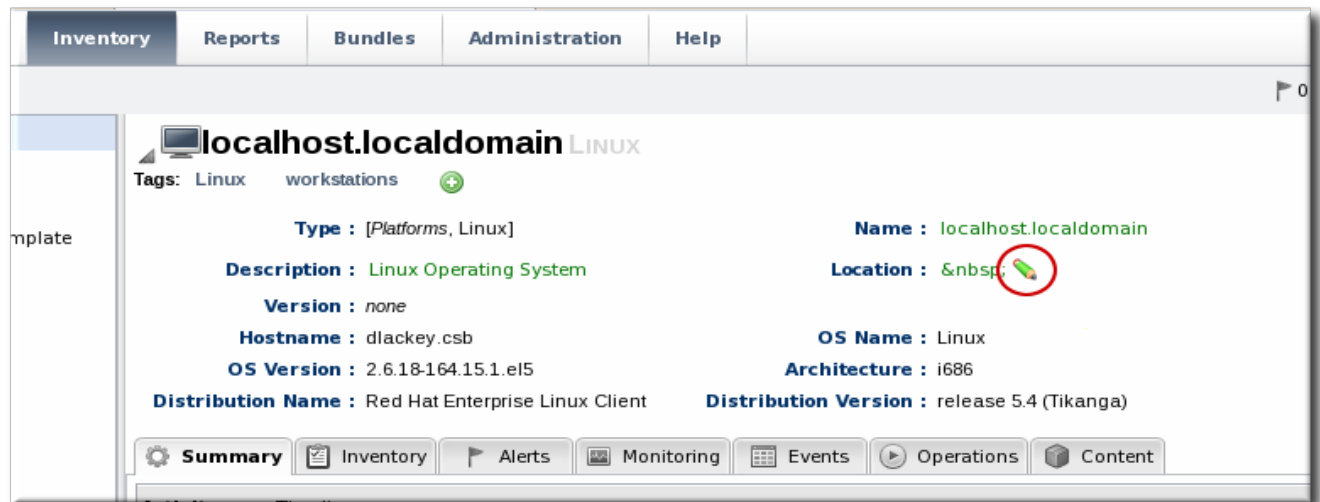 Inventory Reports Bundles Administration Help
0
localhost.localdomain LINUX
Tags: Linux workstations
mplate
Type : [Platforms, Linux]
Name : localhost.localdomain
Description : Linux Operating System
Location : &nbsp;
Version : none
Hostname : dlackey.csb
OS Name : Linux
OS Version : 2.6.18-164.15.1.el5
Architecture : i686
Distribution Name : Red Hat Enterprise Linux Client
Distribution Version : release 5.4 (Tikanga)
Summary Inventory Alerts Monitoring Events Operations Content